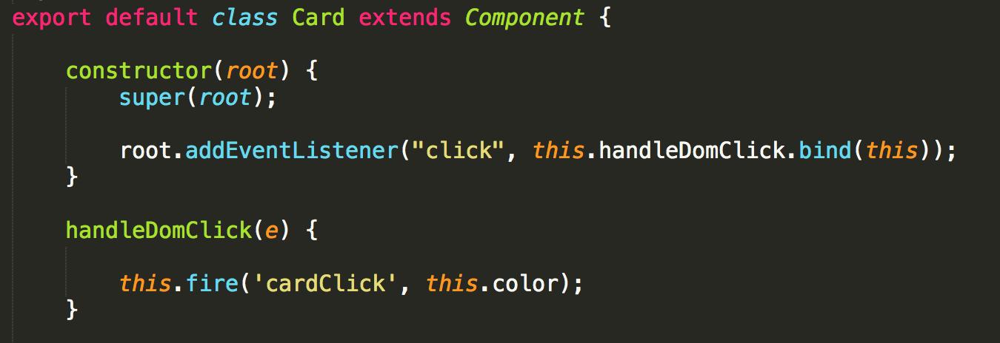 export default class Card extends Component {
constructor(root) {
super(root);
root.addEventListener("click", this.handleDomClick.bind(this));
}
handleDomClick(e) {
this.fire('cardClick', this.color);
}